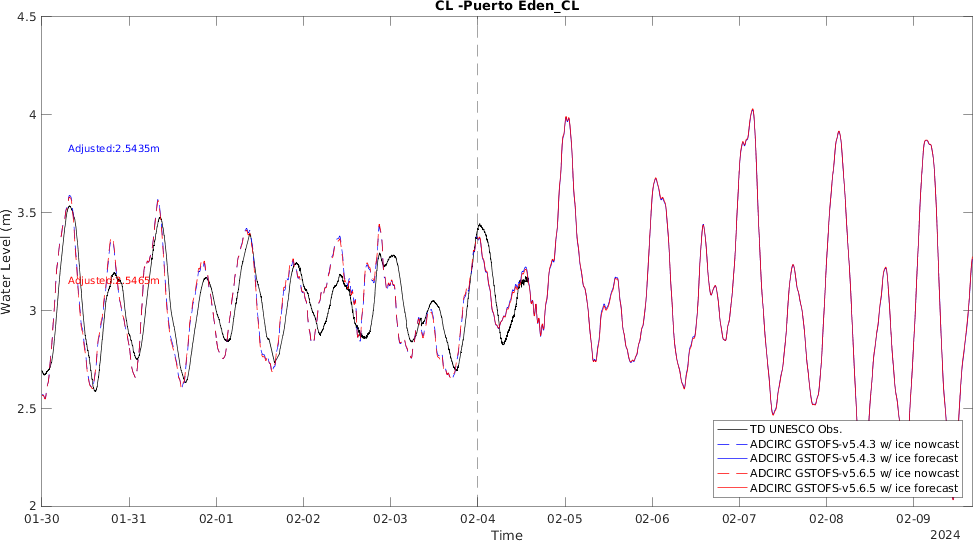 CL -Puerto Eden_CL
4.5
4
3.5
3
2.5
2
Water Level (m)
Adjusted:2.5435m
Adjusted:2.5465m
TD UNESCO Obs.
ADCIRC GSTOFS-v5.4.3 w/ ice nowcast
ADCIRC GSTOFS-v5.4.3 w/ ice forecast
ADCIRC GSTOFS-v5.6.5 w/ ice nowcast
ADCIRC GSTOFS-v5.6.5 w/ ice forecast
01-30 01-31 02-01 02-02 02-03 02-04 02-05 02-06 02-07 02-08 02-09
Time
2024